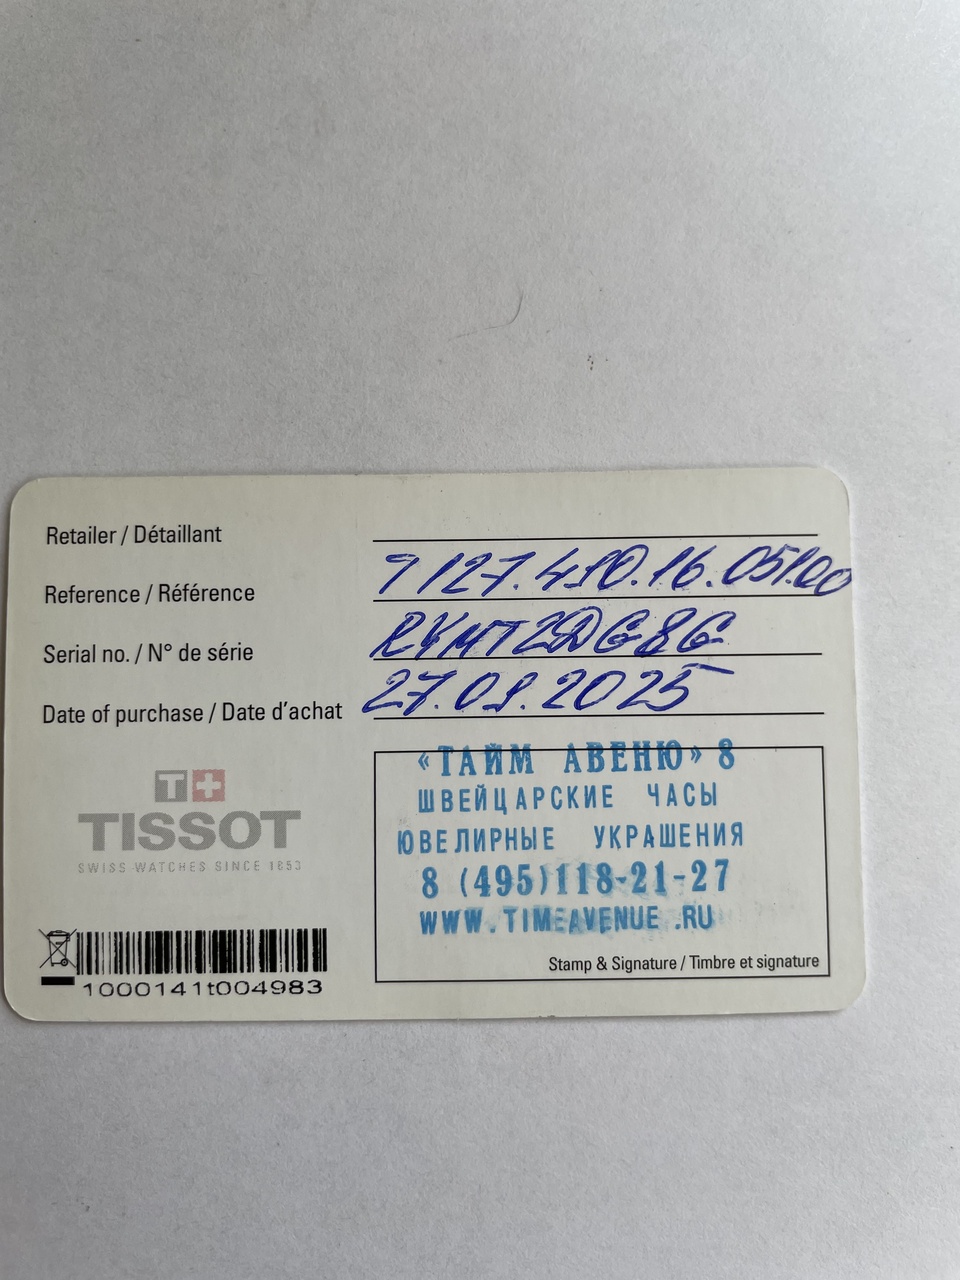 Retailer / Détaillant
Reference / Référence T127.410.16.051.00
Serial no. / N° de série
Date of purchase / Date d'achat 27.09.2025
T+
TISSOT
SWISS WATCHES SINCE 1853
1000141t004983
«ТАЙМ АВЕНЮ» 8
ШВЕЙЦАРСКИЕ ЧАСЫ
ЮВЕЛИРНЫЕ УКРАШЕНИЯ
8 (495)118-21-27
WWW.TIMEAVENUE.RU
Stamp & Signature / Timbre et signature